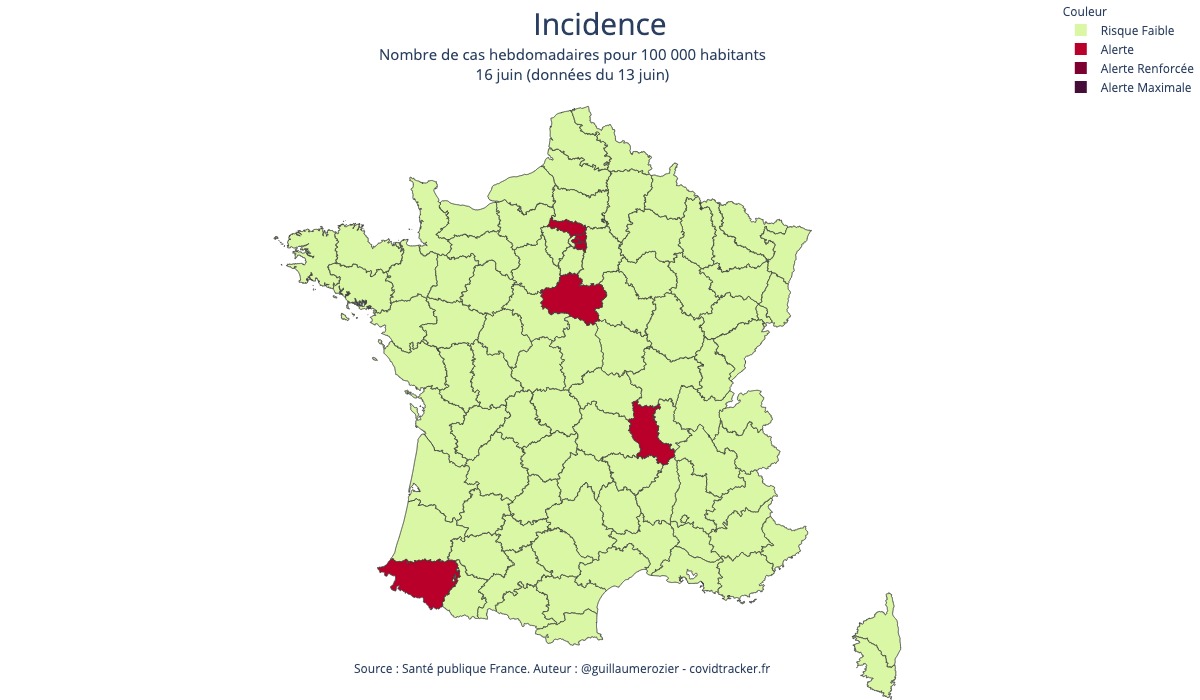 Incidence
Nombre de cas hebdomadaires pour 100 000 habitants
16 juin (données du 13 juin)
Couleur
Risque Faible
Alerte
Alerte Renforcée
Alerte Maximale
Source : Santé publique France. Auteur : @guillaumerozier - covidtracker.fr